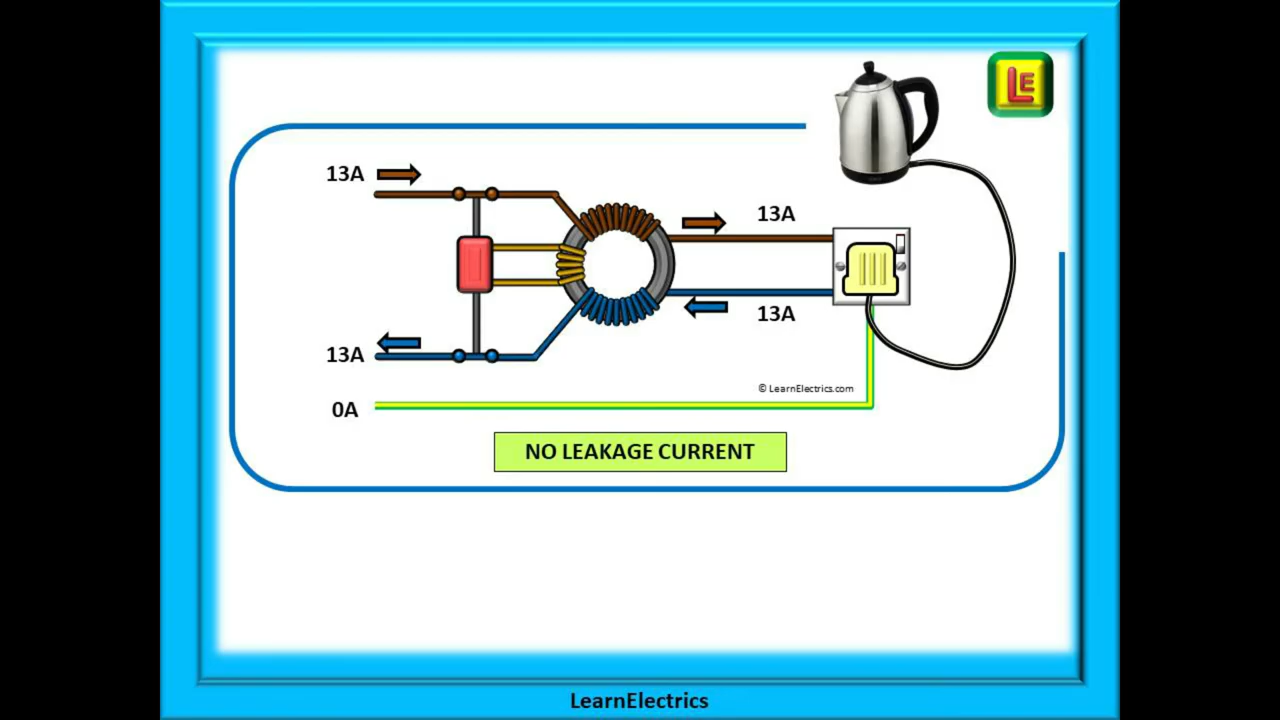 LE
13A
13A
13A
13A
© LearnElectrics.com
0A
NO LEAKAGE CURRENT
LearnElectrics